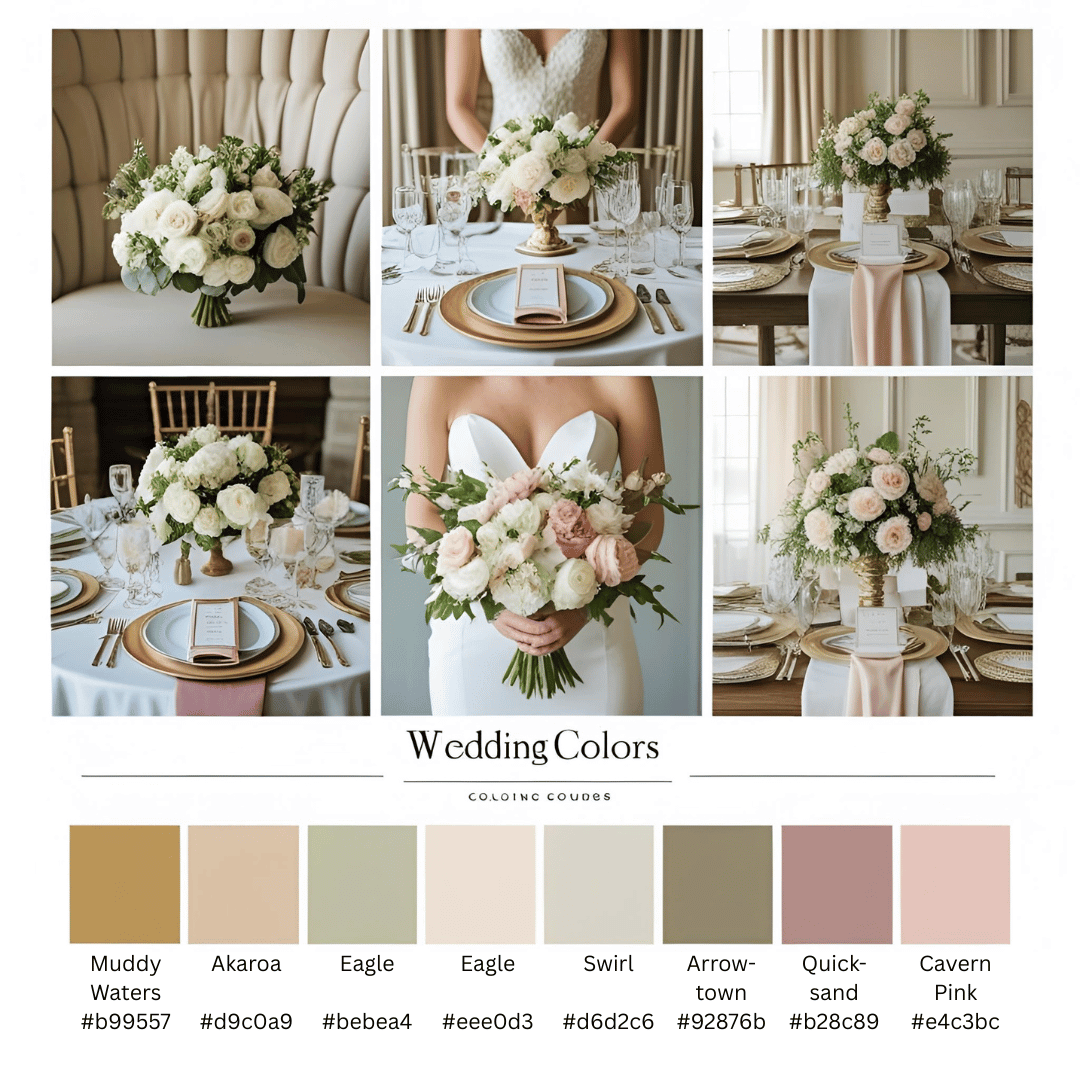 Wedding Colors
COLOING COUDES
Muddy Waters
#b99557
Akaroa
#d9c0a9
Eagle
#bebea4
Eagle
#eee0d3
Swirl
#d6d2c6
Arrow-
town
#92876b
Quick-
sand
#b28c89
Cavern
Pink
#e4c3bc